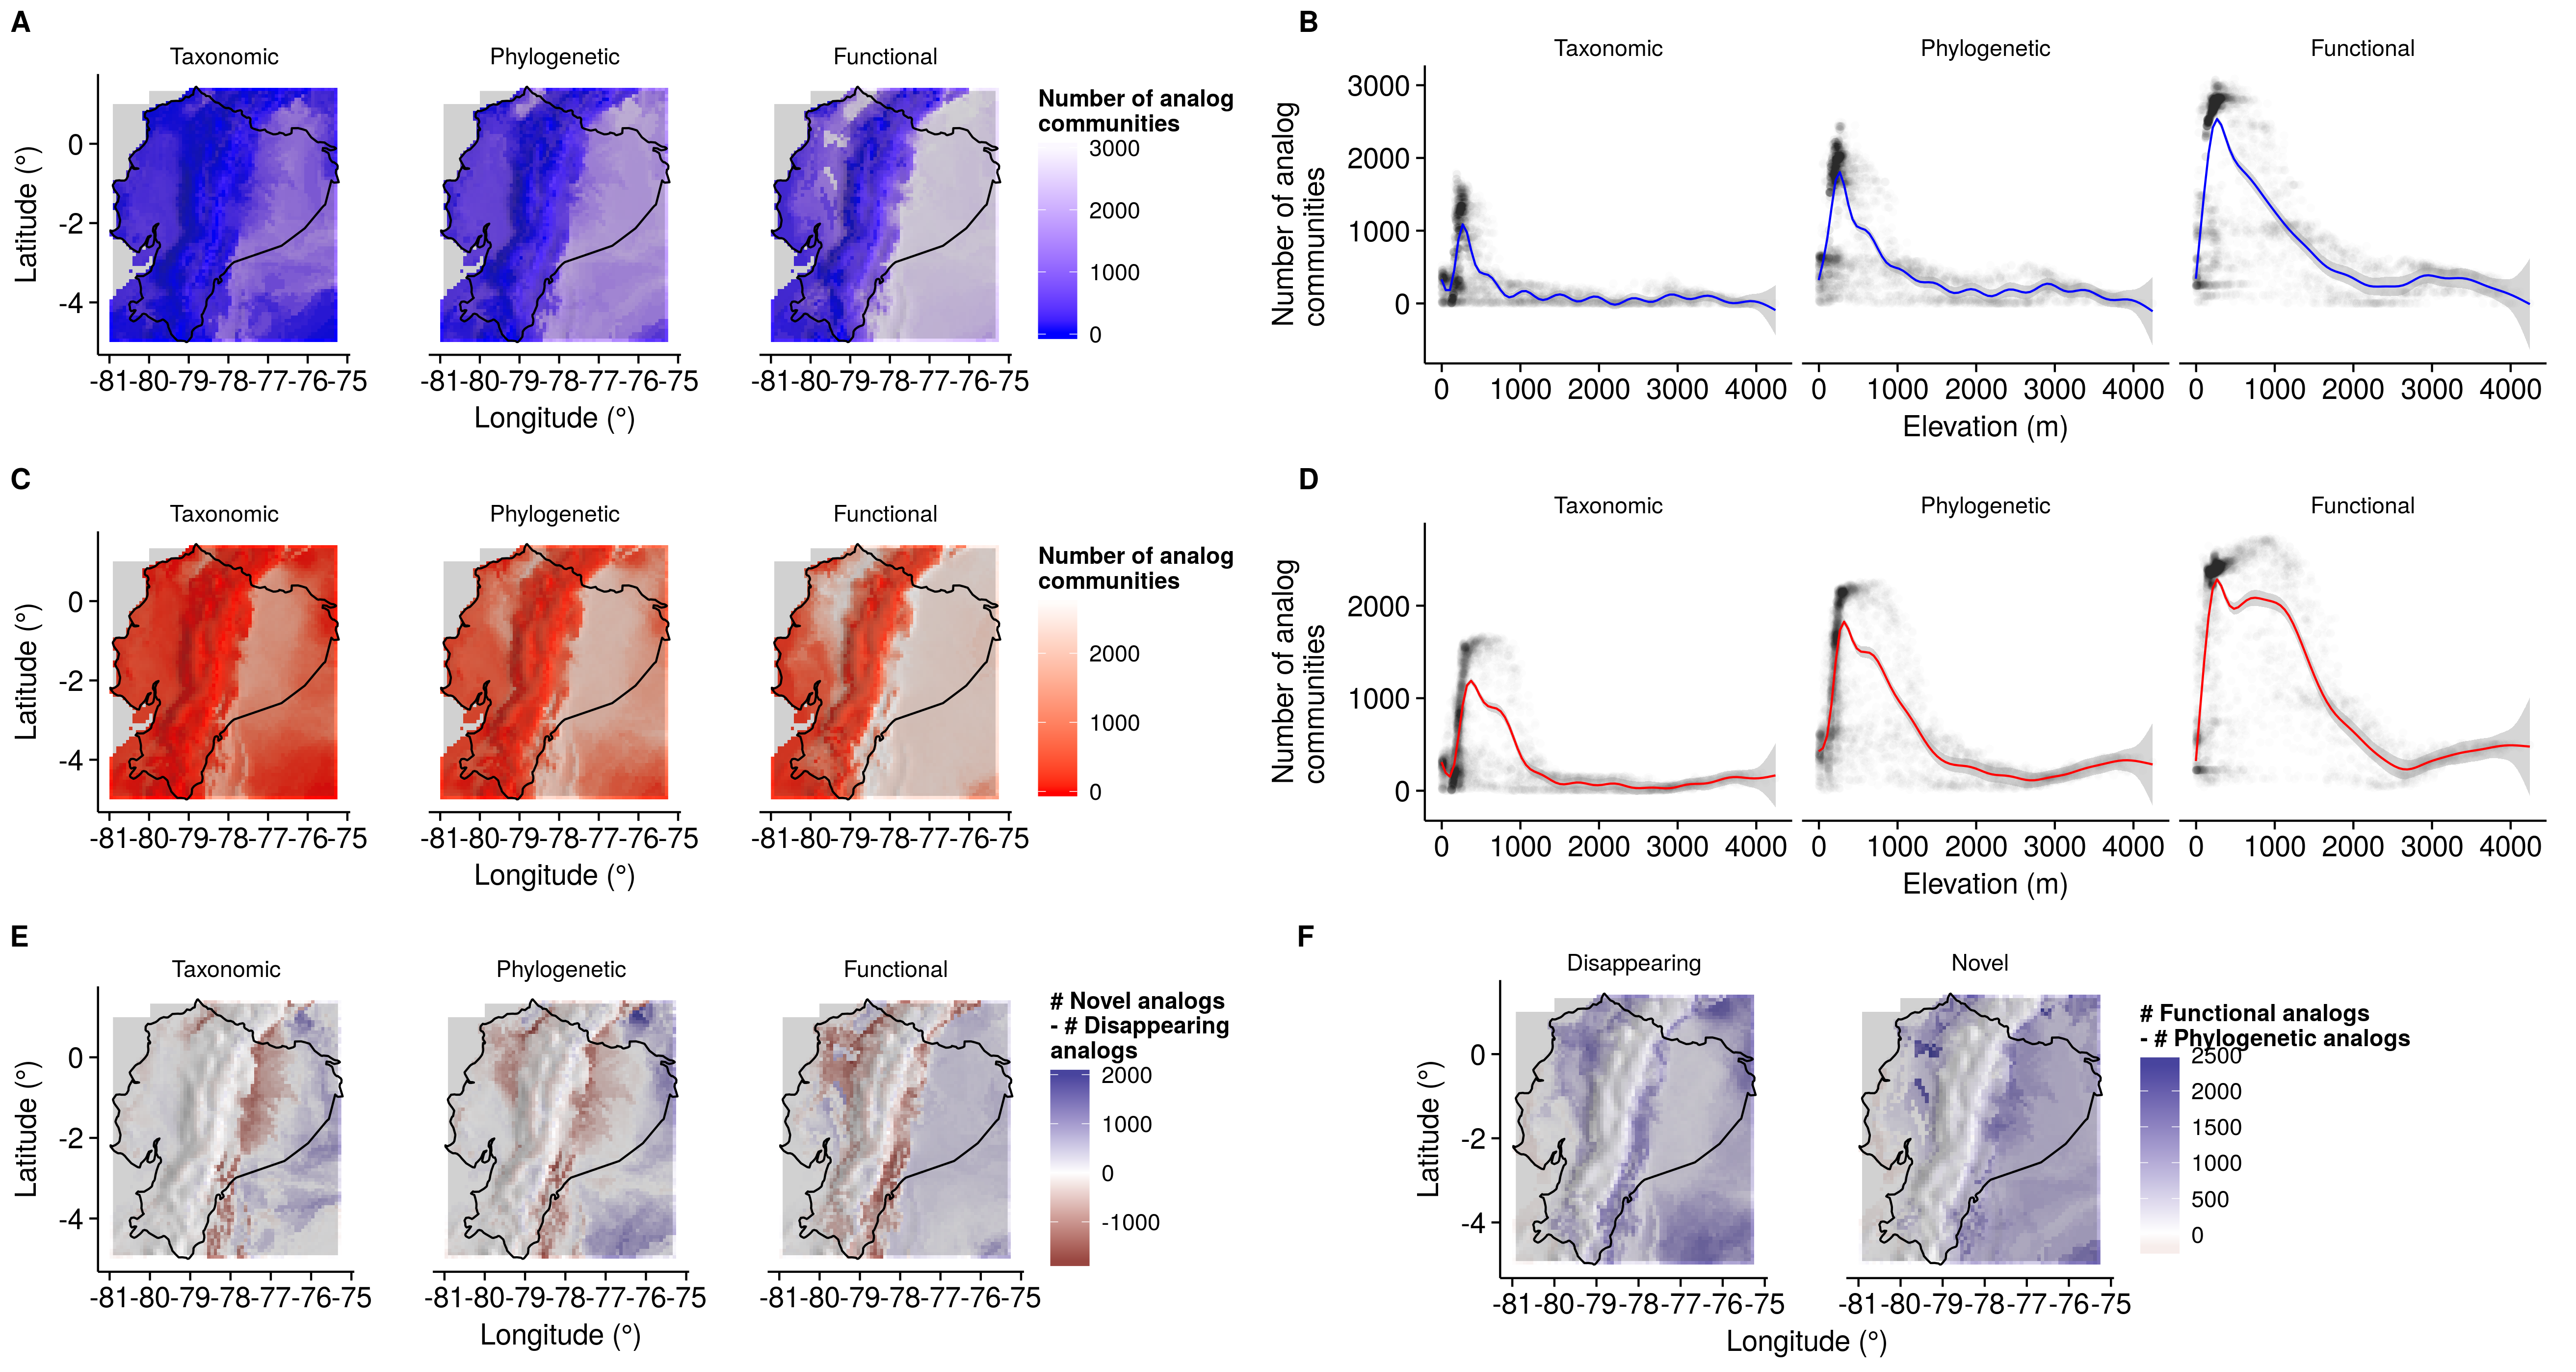 A
Taxonomic
Phylogenetic
Functional
Latitude (°)
0
-2
-4
-81-80-79-78-77-76-75
-81-80-79-78-77-76-75
-81-80-79-78-77-76-75
Longitude (°)
Number of analog
communities
3000
2000
1000
0
B
Taxonomic
Phylogenetic
Functional
Number of analog
communities
3000
2000
1000
0
0 1000 2000 3000 4000
0 1000 2000 3000 4000
0 1000 2000 3000 4000
Elevation (m)
C
Taxonomic
Phylogenetic
Functional
Latitude (°)
0
-2
-4
-81-80-79-78-77-76-75
-81-80-79-78-77-76-75
-81-80-79-78-77-76-75
Longitude (°)
Number of analog
communities
2000
1000
0
D
Taxonomic
Phylogenetic
Functional
Number of analog
communities
2000
1000
0
0 1000 2000 3000 4000
0 1000 2000 3000 4000
0 1000 2000 3000 4000
Elevation (m)
E
Taxonomic
Phylogenetic
Functional
Latitude (°)
0
-2
-4
-81-80-79-78-77-76-75
-81-80-79-78-77-76-75
-81-80-79-78-77-76-75
Longitude (°)
# Novel analogs
- # Disappearing
analogs
2000
1000
0
-1000
F
Disappearing
Novel
Latitude (°)
0
-2
-4
-81-80-79-78-77-76-75
-81-80-79-78-77-76-75
Longitude (°)
# Functional analogs
- # Phylogenetic analogs
2500
2000
1500
1000
500
0